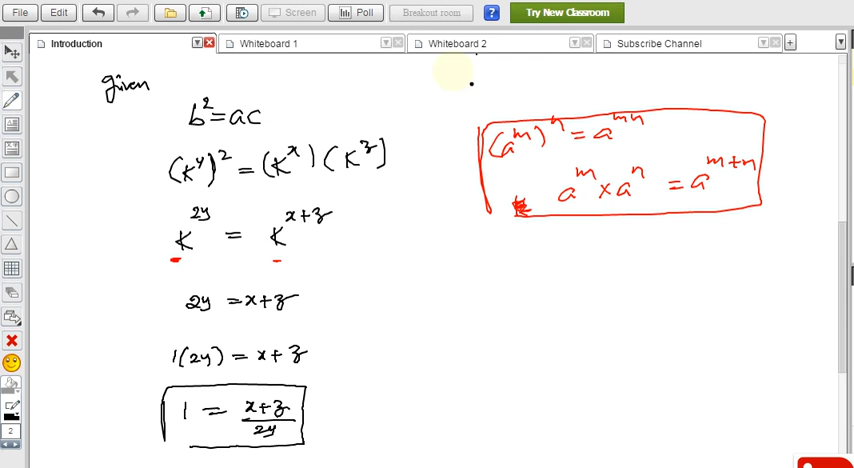 File Edit Screen Poll Breakout room ? Try New Classroom
Introduction Whiteboard 1 Whiteboard 2 Subscribe Channel
given
b² = ac
(K^y)² = (K^x) (K^z)
K^2y = K^x+z
2y = x+z
1(2y) = x+z
1 = x+z / 2y
(a^m)^n = a^mn
a^m × a^n = a^m+n
2